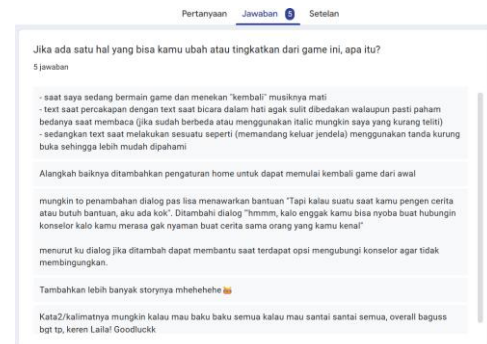 Pertanyaan Jawaban 5 Setelan
Jika ada satu hal yang bisa kamu ubah atau tingkatkan dari game ini, apa itu?
5 jawaban
- saat saya sedang bermain game dan menekan "kembali" musiknya mati
- text saat percakapan dengan text saat bicara dalam hati agak sulit dibedakan walaupun pasti paham
bedanya saat membaca (jika sudah berbeda atau menggunakan italic mungkin saya yang kurang teliti)
- sedangkan text saat melakukan sesuatu seperti (memandang keluar jendela) menggunakan tanda kurung
buka sehingga lebih mudah dipahami
Alangkah baiknya ditambahkan pengaturan home untuk dapat memulai kembali game dari awal
mungkin to penambahan dialog pas lisa menawarkan bantuan "Tapi kalau suatu saat kamu pengen cerita
atau butuh bantuan, aku ada kok". Ditambahi dialog "hmmm, kalo enggak kamu bisa nyoba buat hubungin
konselor kalo kamu merasa gak nyaman buat cerita sama orang yang kamu kenal"
menurut ku dialog jika ditambah dapat membantu saat terdapat opsi mengubungi konselor agar tidak
membingungkan.
Tambahkan lebih banyak storynya mhehehehe
Kata2/kalimatnya mungkin kalau mau baku baku semua kalau mau santai santai semua, overall baguss
bgt tp, keren Laila! Goodluckk